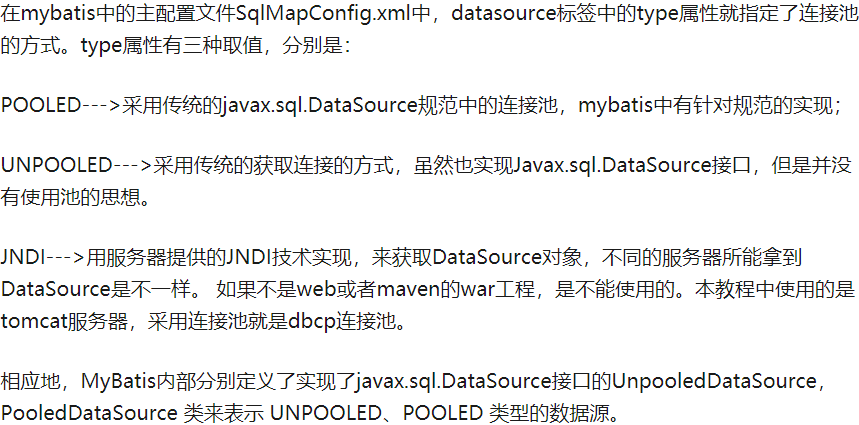 在mybatis中的主配置文件SqlMapConfig.xml中，datasource标签中的type属性就指定了连接池
的方式。type属性有三种取值，分别是：
POOLED--->采用传统的javax.sql.DataSource规范中的连接池，mybatis中有针对规范的实现；
UNPOOLED--->采用传统的获取连接的方式，虽然也实现Javax.sql.DataSource接口，但是并没
有使用池的思想。
JNDI--->用服务器提供的JNDI技术实现，来获取DataSource对象，不同的服务器所能拿到
DataSource是不一样。 如果不是web或者maven的war工程，是不能使用的。本教程中使用的是
tomcat服务器，采用连接池就是dbcp连接池。
相应地，MyBatis内部分别定义了实现了javax.sql.DataSource接口的UnpooledDataSource，
PooledDataSource 类来表示 UNPOOLED、POOLED 类型的数据源。